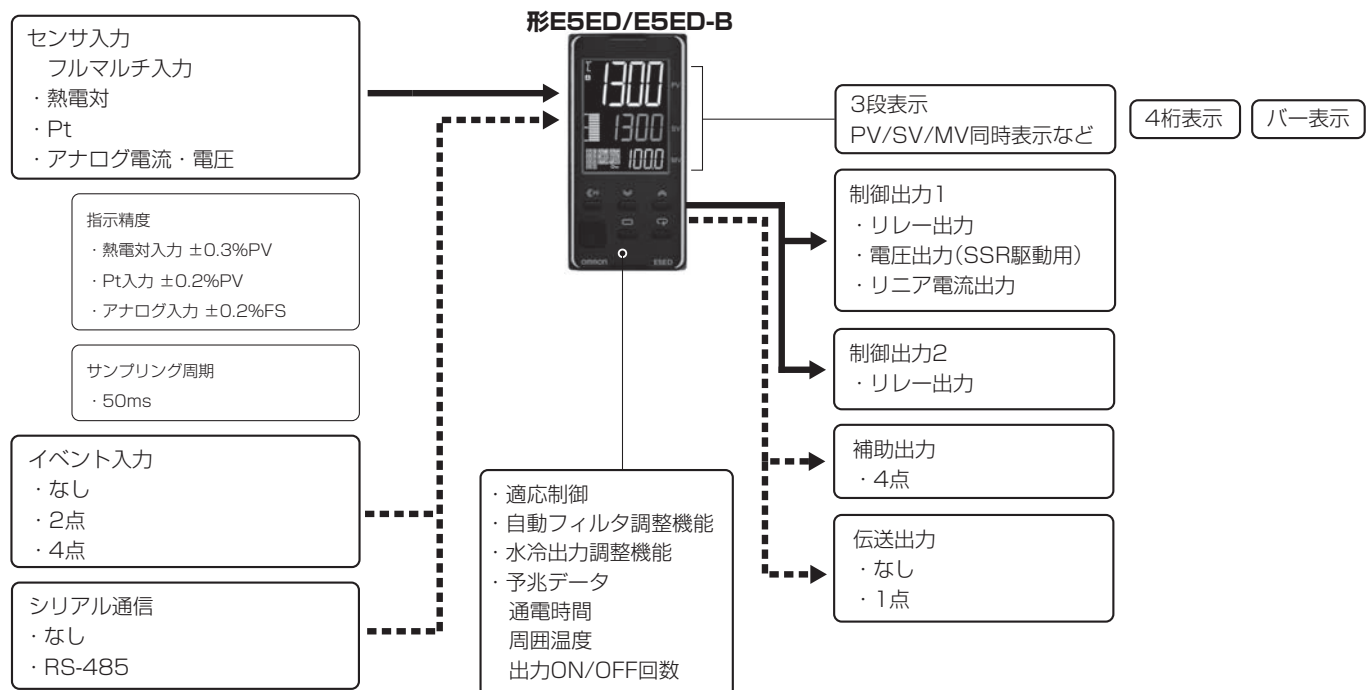 形E5ED/E5ED-B
センサ入力
フルマルチ入力
・熱電対
・Pt
・アナログ電流・電圧
指示精度
・熱電対入力 ±0.3%PV
・Pt入力 ±0.2%PV
・アナログ入力 ±0.2%FS
サンプリング周期
・50ms
イベント入力
・なし
・2点
・4点
シリアル通信
・なし
・RS-485
℃
1300
PV
1300
SV
100.0
MV
omron
E5ED
・適応制御
・自動フィルタ調整機能
・水冷出力調整機能
・予兆データ
通電時間
周囲温度
出力ON/OFF回数
3段表示
PV/SV/MV同時表示など
4桁表示
バー表示
制御出力1
・リレー出力
・電圧出力(SSR駆動用)
・リニア電流出力
制御出力2
・リレー出力
補助出力
・4点
伝送出力
・なし
・1点